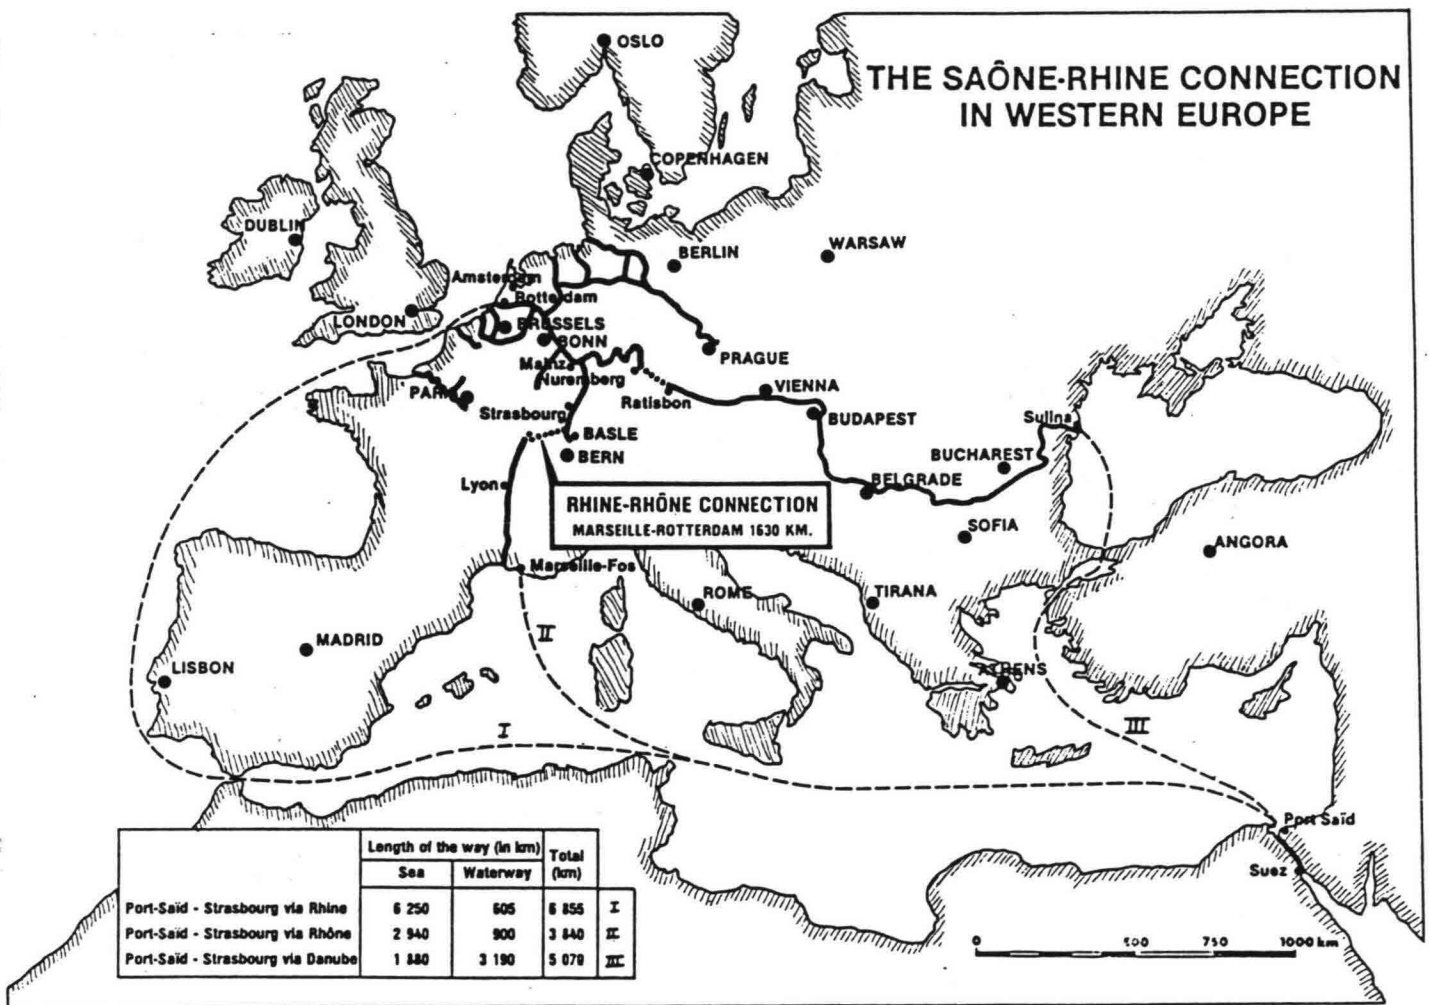 THE SAÔNE-RHINE CONNECTION
IN WESTERN EUROPE
OSLO
COPENHAGEN
DUBLIN
BERLIN
WARSAW
Amsterdam
Rotterdam
LONDON
BRUSSELS
BONN
PRAGUE
Mainz
Nuremberg
PARIS
VIENNA
Ratisbon
Strasbourg
BUDAPEST
Sulina
BASLE
BERN
BUCHAREST
Lyon
BELGRADE
RHINE-RHÔNE CONNECTION
MARSEILLE-ROTTERDAM 1630 KM.
SOFIA
ANGORA
Marseille-Fos
ROME
TIRANA
II
MADRID
LISBON
ATHENS
I
III
Port Saïd
Suez
Length of the way (in km) Total (km)
Sea Waterway
Port-Saïd - Strasbourg via Rhine 6 250 605 6 855 I
Port-Saïd - Strasbourg via Rhône 2 940 900 3 840 II
Port-Saïd - Strasbourg via Danube 1 880 3 190 5 070 III
0 500 750 1000 km